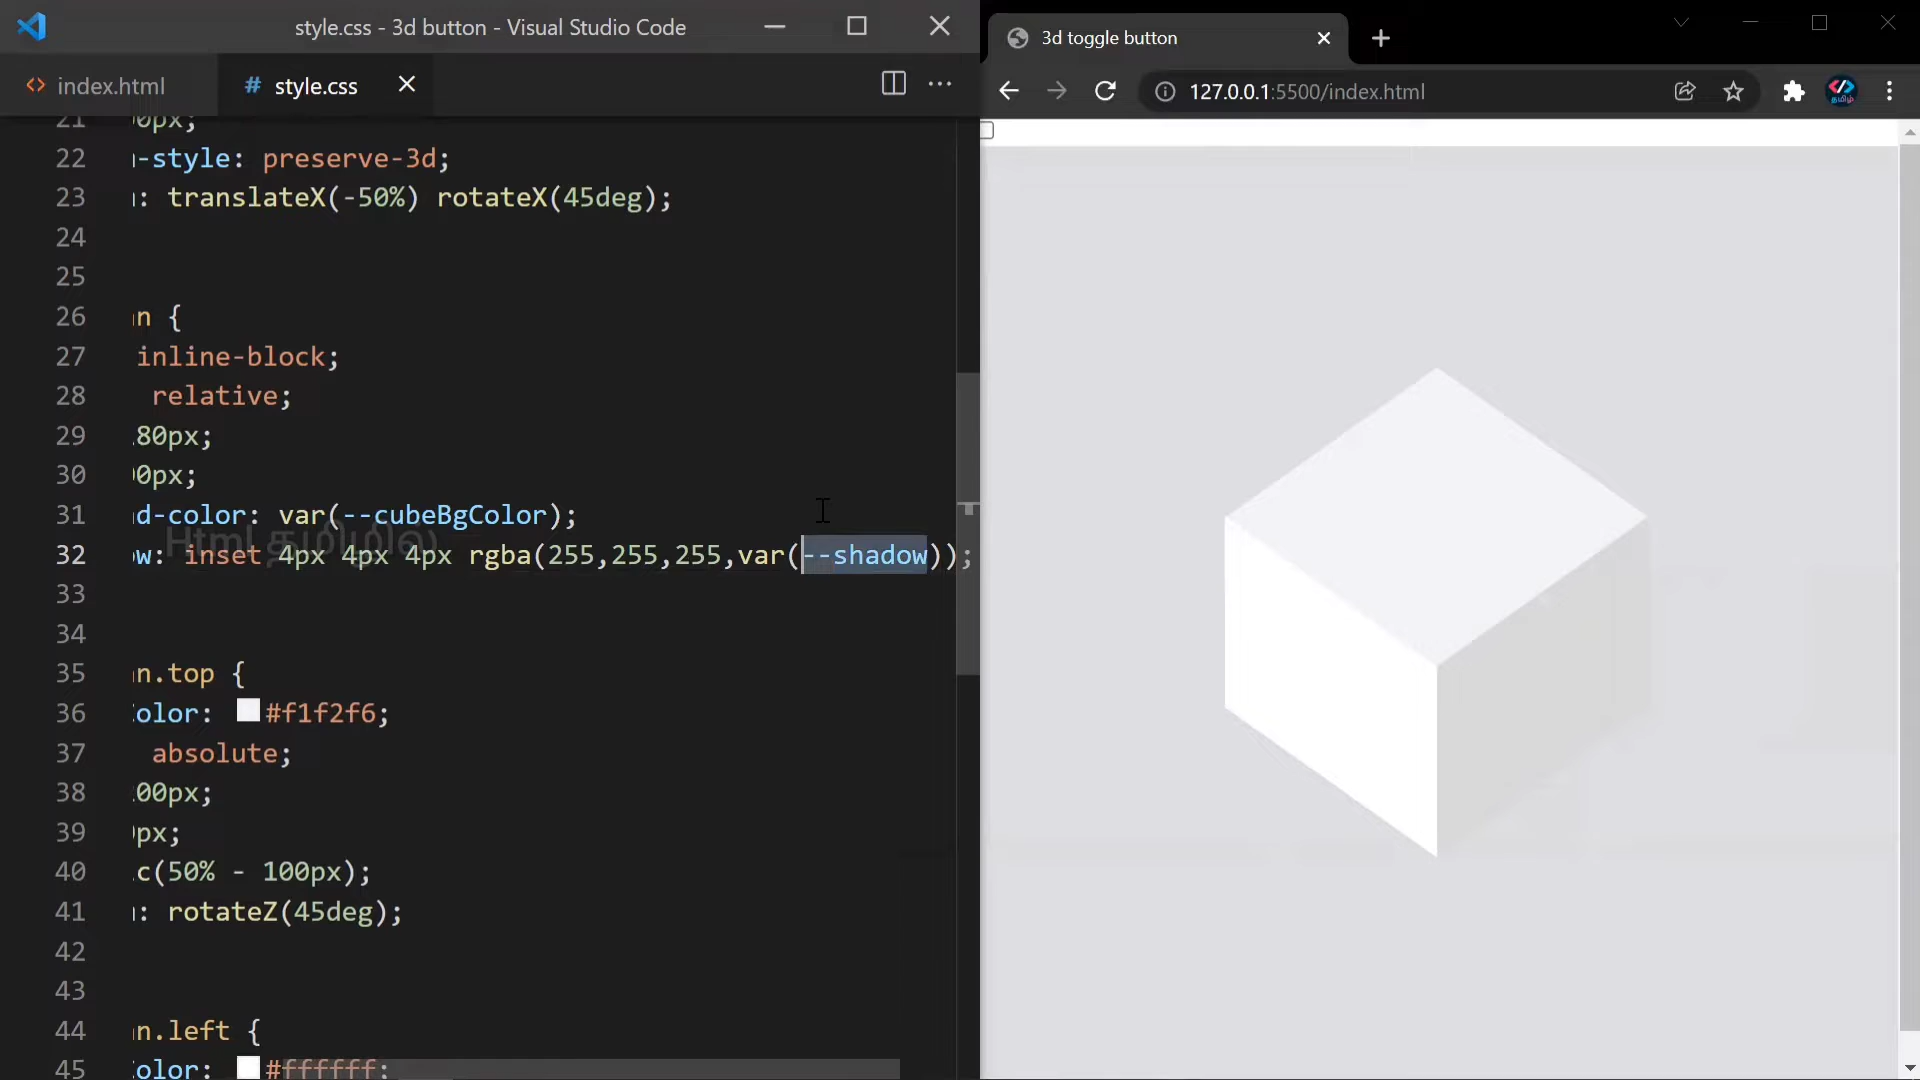 style.css - 3d button - Visual Studio Code
index.html
# style.css
21 00px;
22 n-style: preserve-3d;
23 : translateX(-50%) rotateX(45deg);
24
25
26 n {
27 inline-block;
28 relative;
29 80px;
30 0px;
31 d-color: var(--cubeBgColor);
Html தமிழில்
32 ow: inset 4px 4px 4px rgba(255,255,255,var(--shadow));
33
34
35 n.top {
36 olor: #f1f2f6;
37 absolute;
38 00px;
39 px;
40 c(50% - 100px);
41 : rotateZ(45deg);
42
43
44 n.left {
45 olor: #ffffff;
3d toggle button
127.0.0.1:5500/index.html